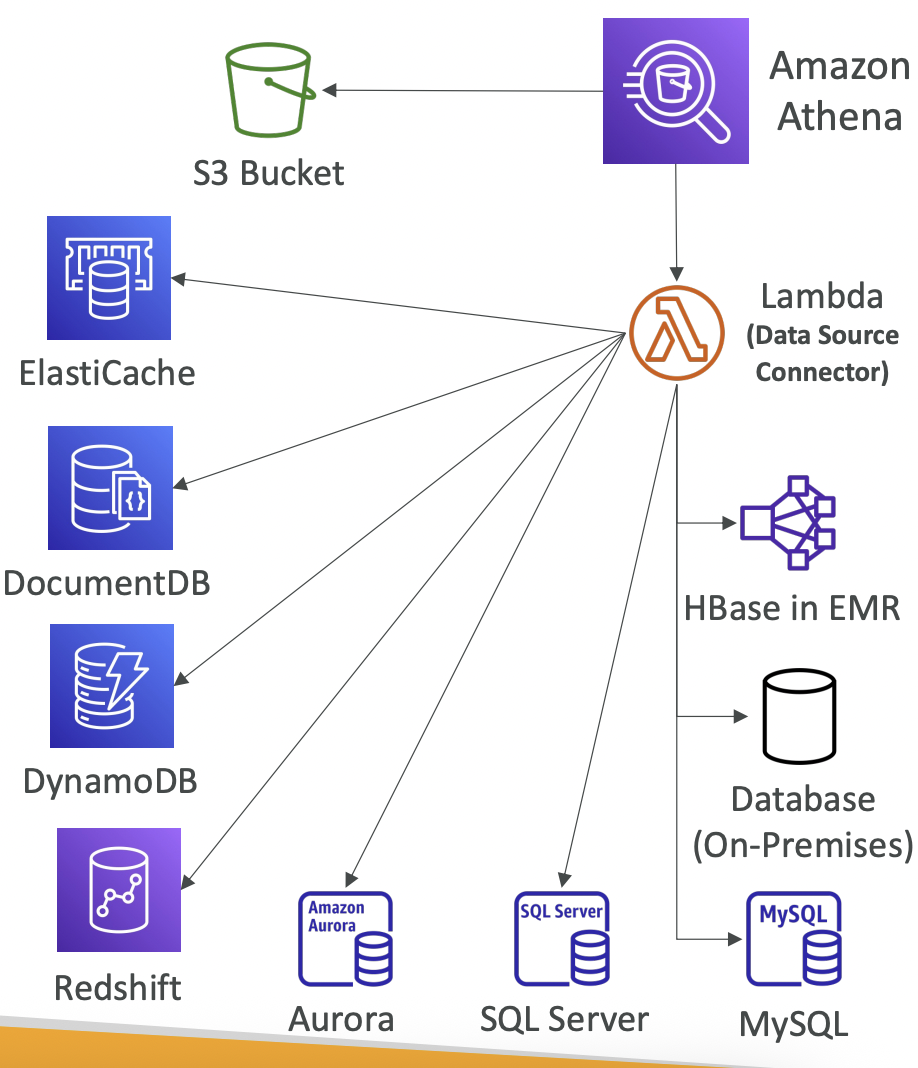 Amazon
Athena
S3 Bucket
Lambda
(Data Source
Connector)
ElastiCache
DocumentDB
HBase in EMR
DynamoDB
Database
(On-Premises)
Redshift
Amazon
Aurora
Aurora
SQL Server
SQL Server
MySQL
MySQL